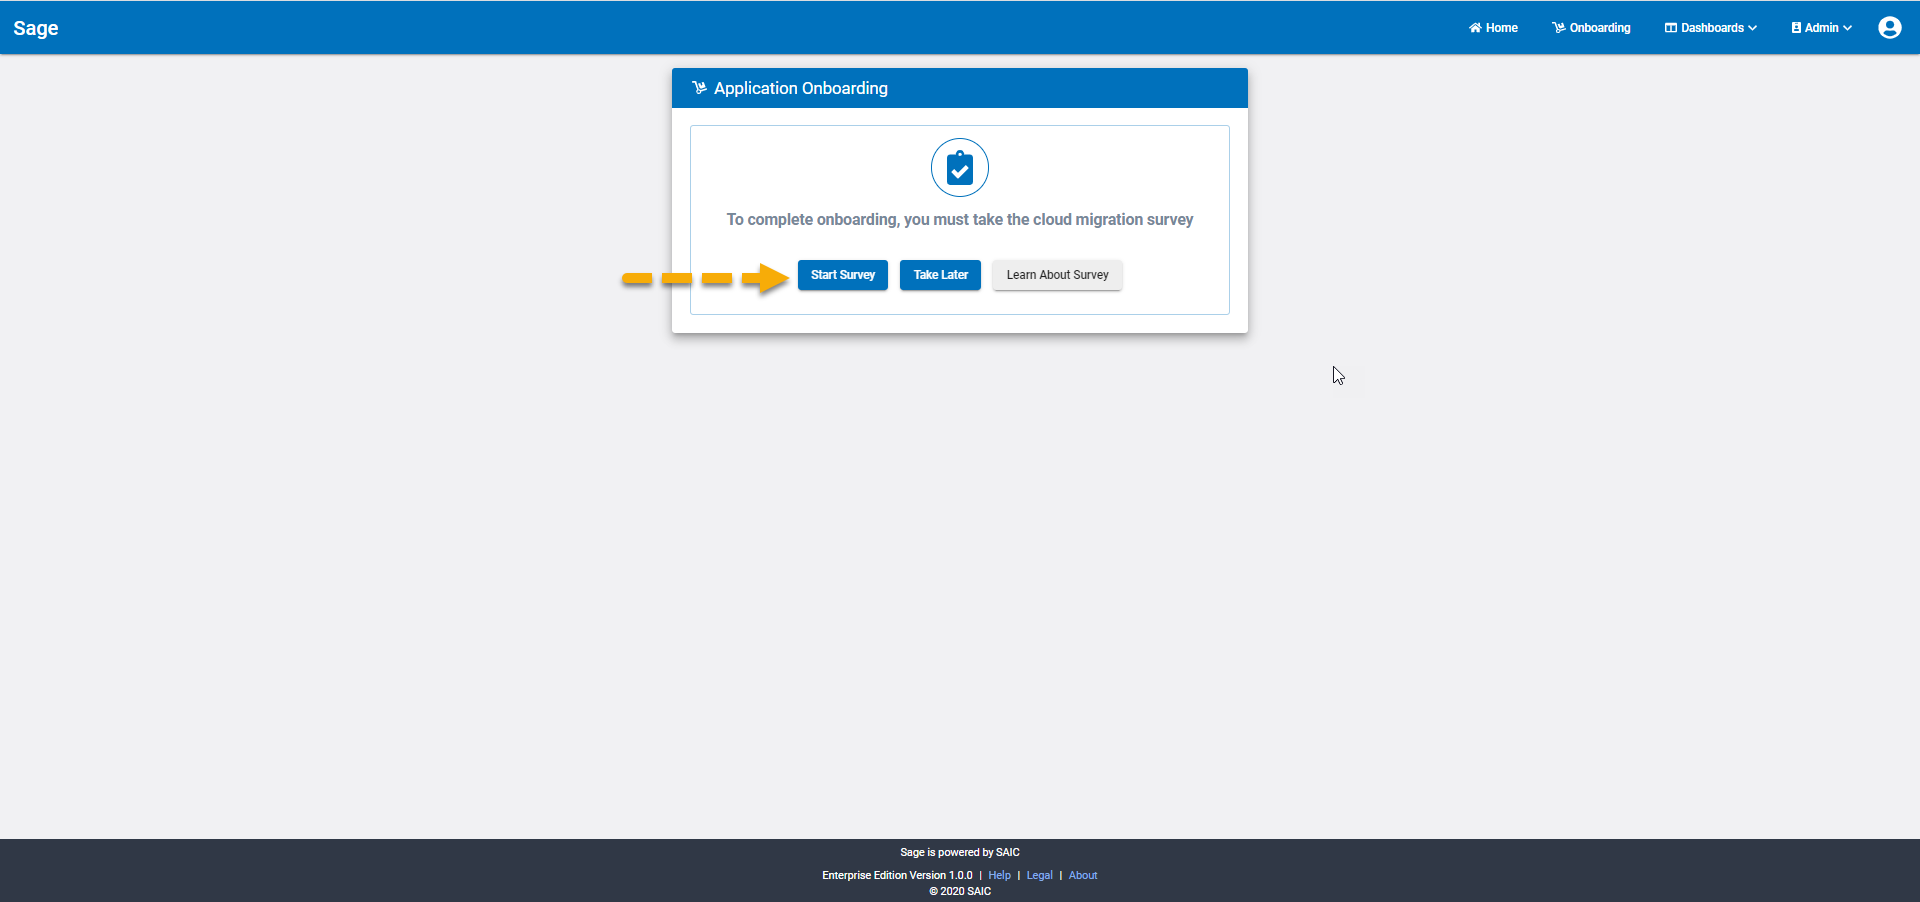 Sage
Home Onboarding Dashboards Admin
Application Onboarding
To complete onboarding, you must take the cloud migration survey
Start Survey Take Later Learn About Survey
Sage is powered by SAIC
Enterprise Edition Version 1.0.0 | Help | Legal | About
© 2020 SAIC